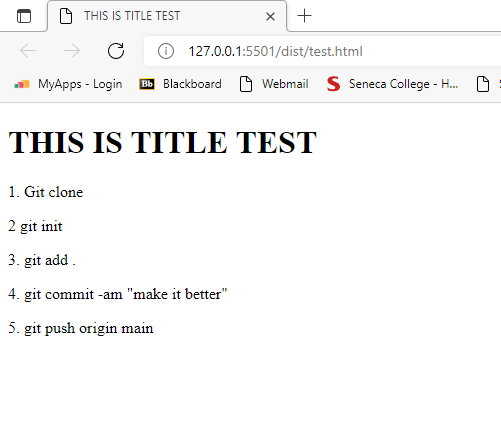 THIS IS TITLE TEST
127.0.0.1:5501/dist/test.html
MyApps - Login Bb Blackboard Webmail S Seneca College - H...
THIS IS TITLE TEST
1. Git clone
2 git init
3. git add .
4. git commit -am "make it better"
5. git push origin main